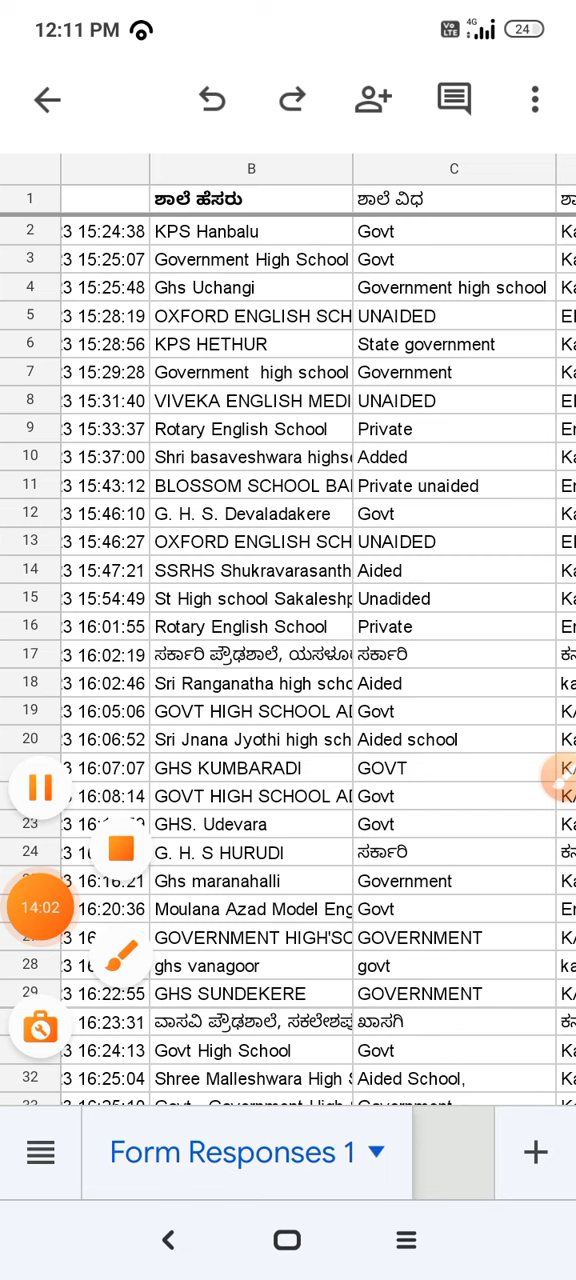 12:11 PM 4G Vo LTE 24
B C
1 ಶಾಲೆ ಹೆಸರು ಶಾಲೆ ವಿಧ
2 3 15:24:38 KPS Hanbalu Govt
3 3 15:25:07 Government High School Govt
4 3 15:25:48 Ghs Uchangi Government high school
5 3 15:28:19 OXFORD ENGLISH SCH UNAIDED
6 3 15:28:56 KPS HETHUR State government
7 3 15:29:28 Government high school Government
8 3 15:31:40 VIVEKA ENGLISH MEDI UNAIDED
9 3 15:33:37 Rotary English School Private
10 3 15:37:00 Shri basaveshwara highs Added
11 3 15:43:12 BLOSSOM SCHOOL BA Private unaided
12 3 15:46:10 G. H. S. Devaladakere Govt
13 3 15:46:27 OXFORD ENGLISH SCH UNAIDED
14 3 15:47:21 SSRHS Shukravarasanth Aided
15 3 15:54:49 St High school Sakaleshp Unadided
16 3 16:01:55 Rotary English School Private
17 3 16:02:19 ಸರ್ಕಾರಿ ಪ್ರೌಢಶಾಲೆ, ಯಸಳೂರ ಸರ್ಕಾರಿ
18 3 16:02:46 Sri Ranganatha high scho Aided
19 3 16:05:06 GOVT HIGH SCHOOL Govt
20 3 16:06:52 Sri Jnana Jyothi high sch Aided school
3 16:07:07 GHS KUMBARADI GOVT
16:08:14 GOVT HIGH SCHOOL Govt
23 3 GHS. Udevara Govt
24 3 G. H. S HURUDI ಸರ್ಕಾರಿ
16:16:21 Ghs maranahalli Government
14:02 16:20:36 Moulana Azad Model Eng Govt
3 GOVERNMENT HIGH'SC GOVERNMENT
28 3 ghs vanagoor govt
29 3 16:22:55 GHS SUNDEKERE GOVERNMENT
16:23:31 ವಾಸವಿ ಪ್ರೌಢಶಾಲೆ, ಸಕಲೇಶಪು ಖಾಸಗಿ
3 16:24:13 Govt High School Govt
32 3 16:25:04 Shree Malleshwara High Aided School,
Form Responses 1